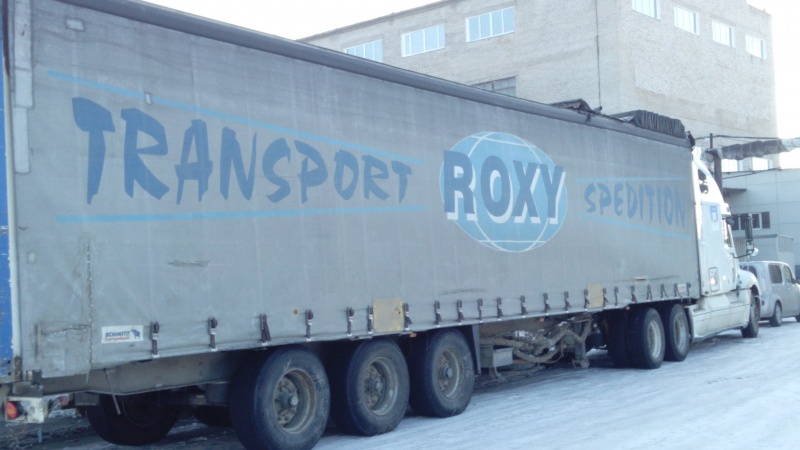 TRANSPORT ROXY SPEDITION
SCHMITZ